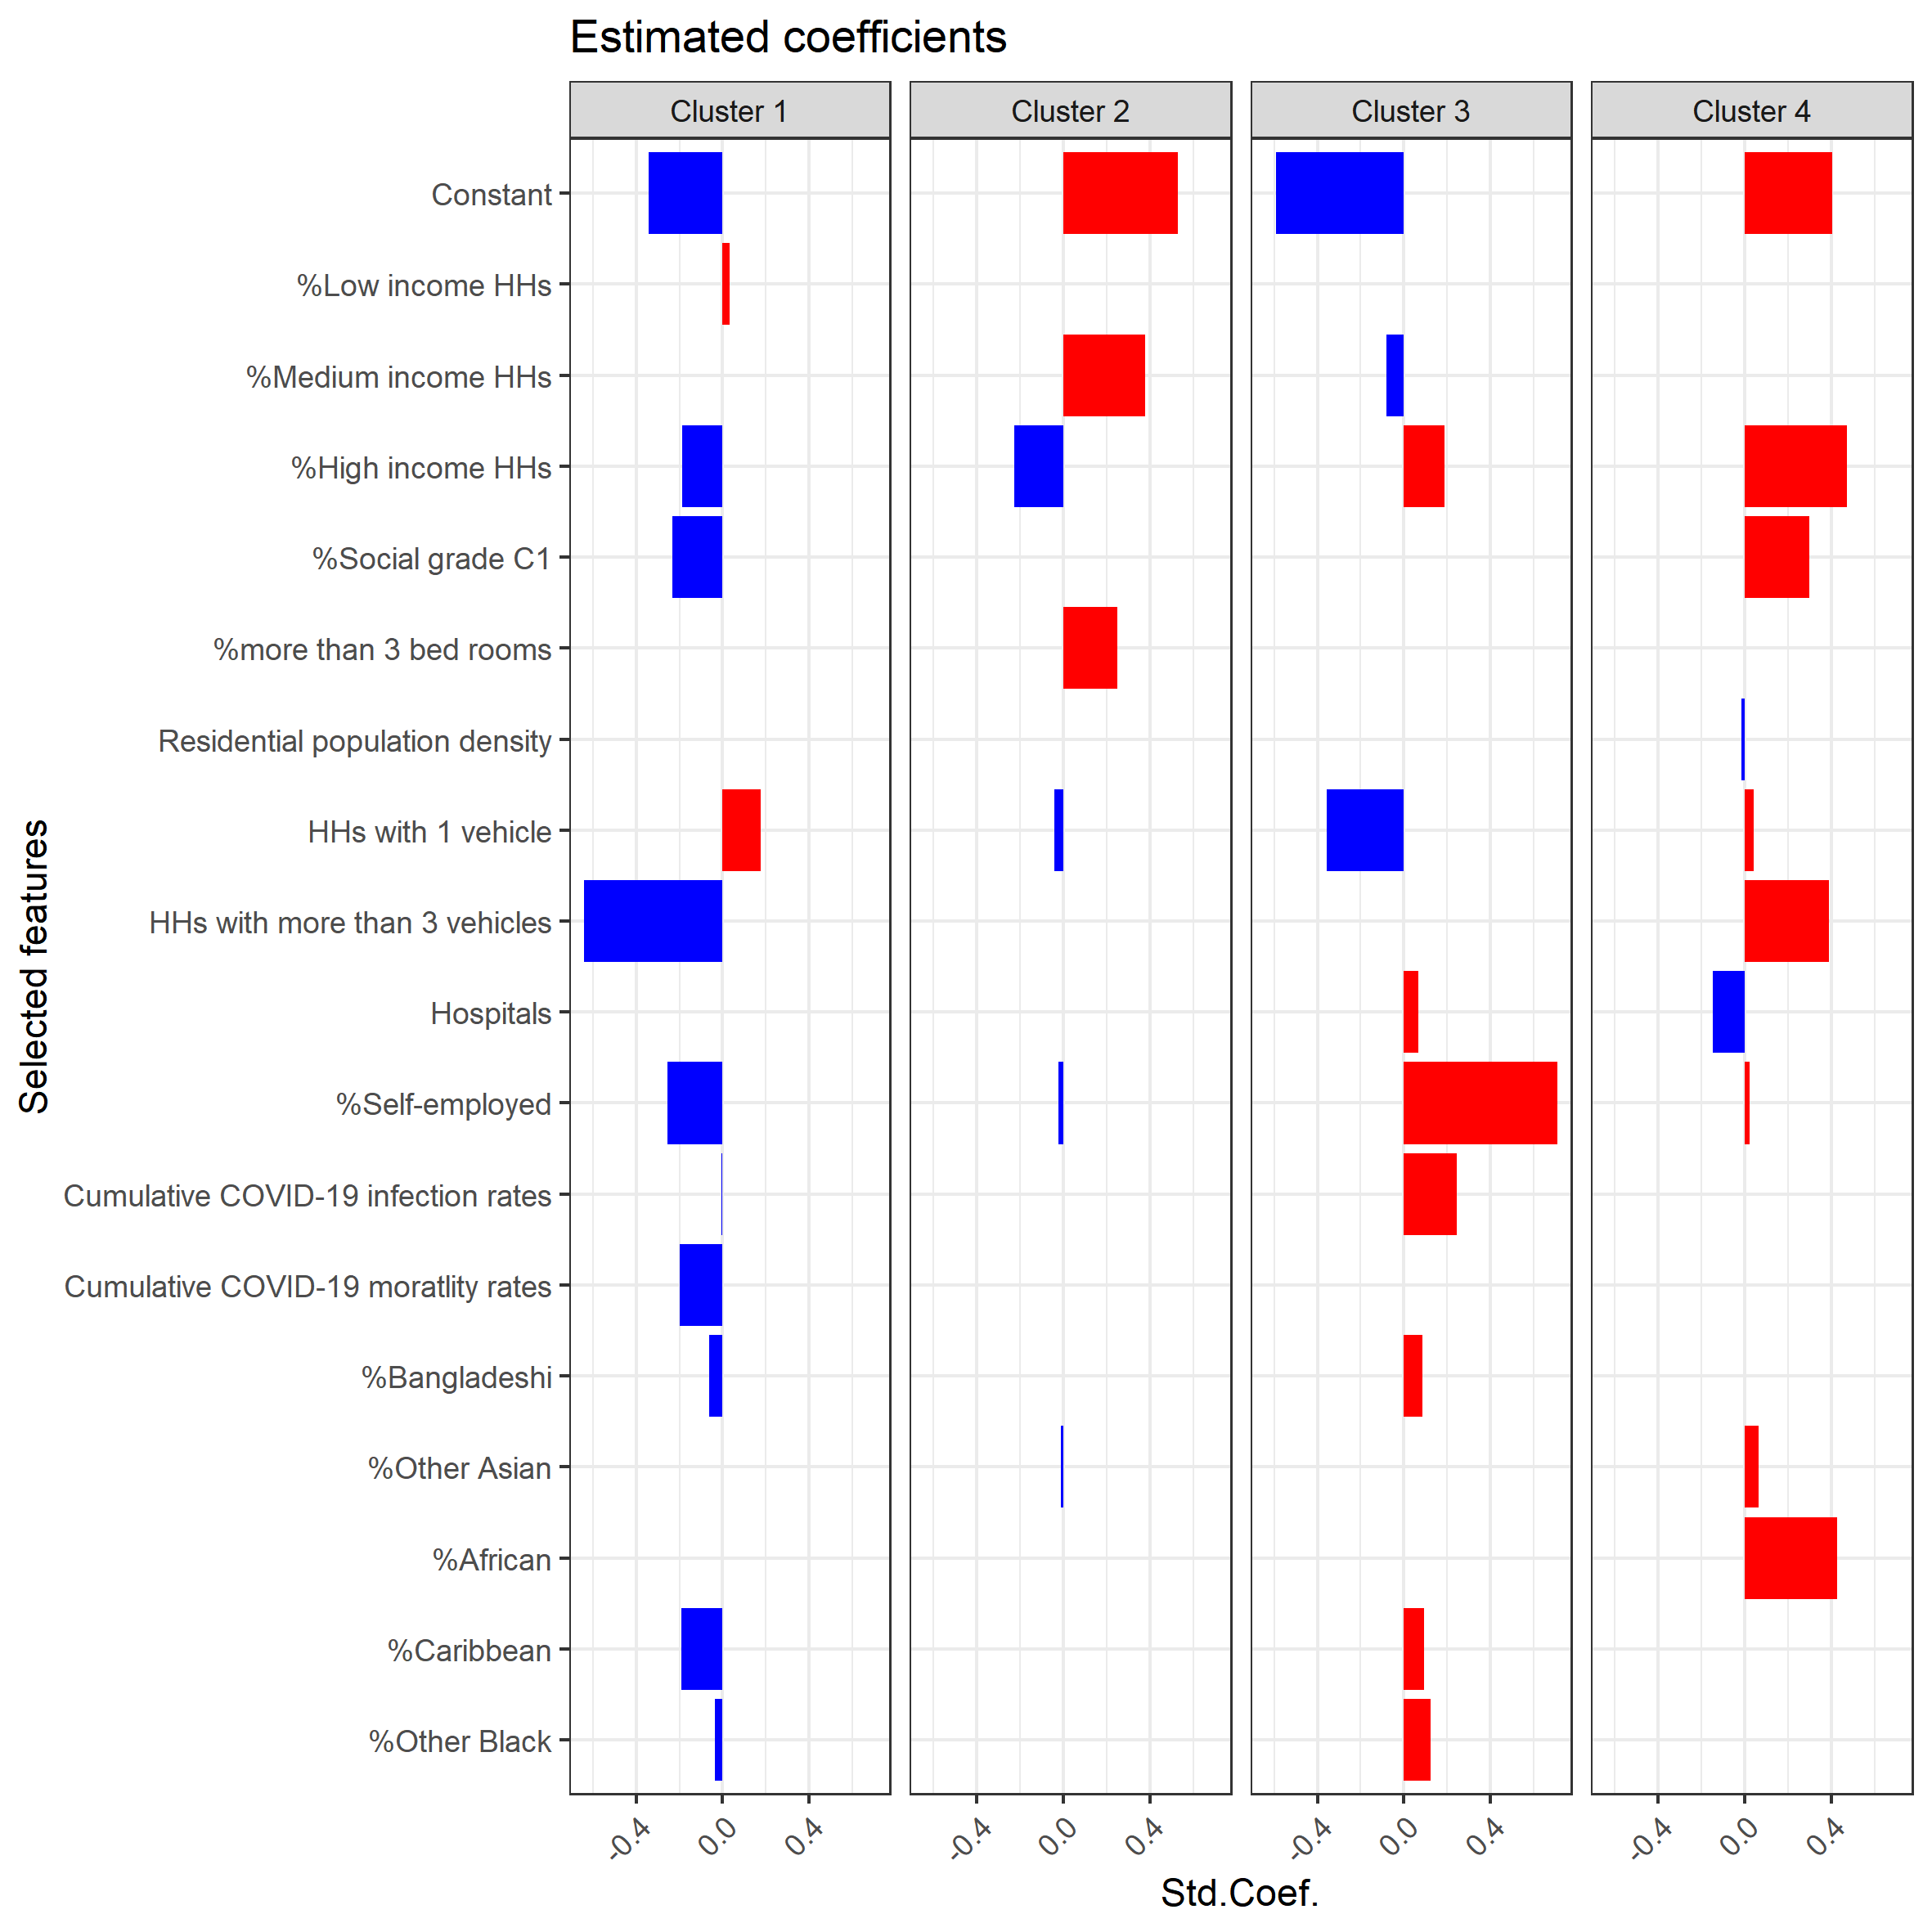 Estimated coefficients
Cluster 1
Cluster 2
Cluster 3
Cluster 4
Selected features
Constant
%Low income HHs
%Medium income HHs
%High income HHs
%Social grade C1
%more than 3 bed rooms
Residential population density
HHs with 1 vehicle
HHs with more than 3 vehicles
Hospitals
%Self-employed
Cumulative COVID-19 infection rates
Cumulative COVID-19 moratlity rates
%Bangladeshi
%Other Asian
%African
%Caribbean
%Other Black
-0.4 0.0 0.4
-0.4 0.0 0.4
-0.4 0.0 0.4
-0.4 0.0 0.4
Std.Coef.